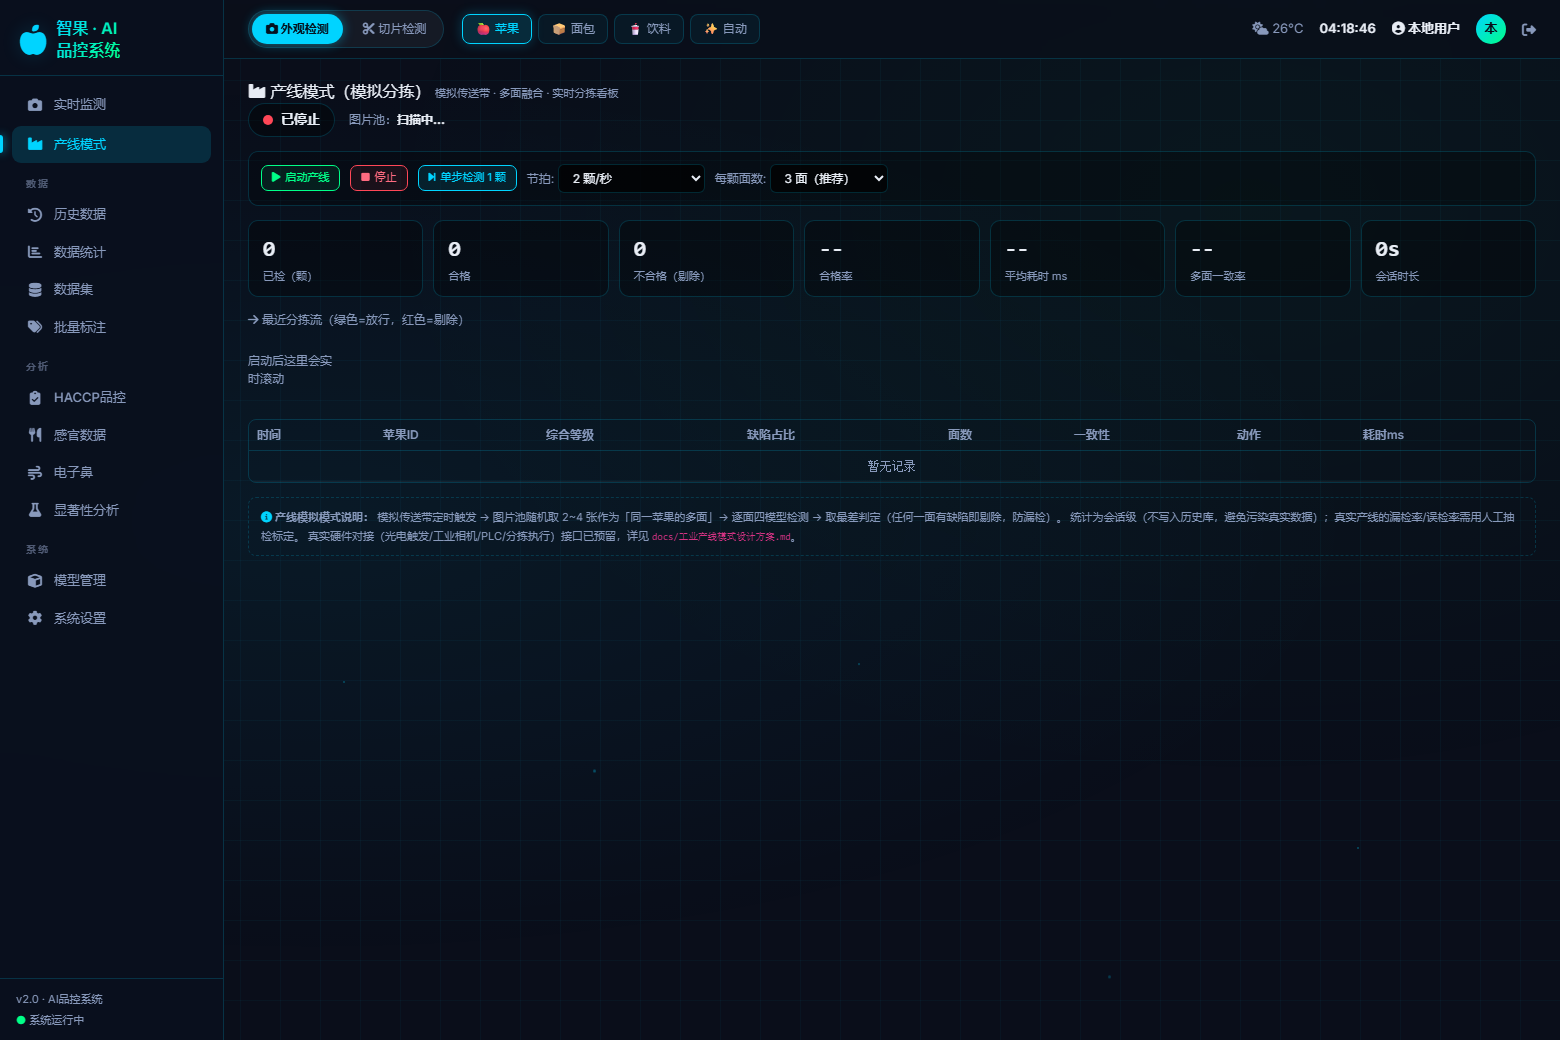 智果 · AI
品控系统
外观检测
切片检测
苹果
面包
饮料
自动
26°C
04:18:46
本地用户
本
实时监测
产线模式
数据
历史数据
数据统计
数据集
批量标注
分析
HACCP品控
感官数据
电子鼻
显著性分析
系统
模型管理
系统设置
v2.0 · AI品控系统
系统运行中
产线模式（模拟分拣） 模拟传送带 · 多面融合 · 实时分拣看板
已停止 图片池: 扫描中...
启动产线 停止 单步检测 1 颗 节拍: 2 颗/秒 每颗面数: 3 面（推荐）
0
已检（颗）
0
合格
0
不合格（剔除）
--
合格率
--
平均耗时 ms
--
多面一致率
0s
会话时长
→ 最近分拣流（绿色=放行，红色=剔除）
启动后这里会实
时滚动
时间 苹果ID 综合等级 缺陷占比 面数 一致性 动作 耗时ms
暂无记录
产线模拟模式说明： 模拟传送带定时触发 → 图片池随机取 2~4 张作为「同一苹果的多面」→ 逐面四模型检测 → 取最差判定（任何一面有缺陷即剔除，防漏检）。 统计为会话级（不写入历史库，避免污染真实数据）；真实产线的漏检率/误检率需用人工抽
检标定。 真实硬件对接（光电触发/工业相机/PLC/分拣执行）接口已预留，详见 docs/工业产线模式设计方案.md。